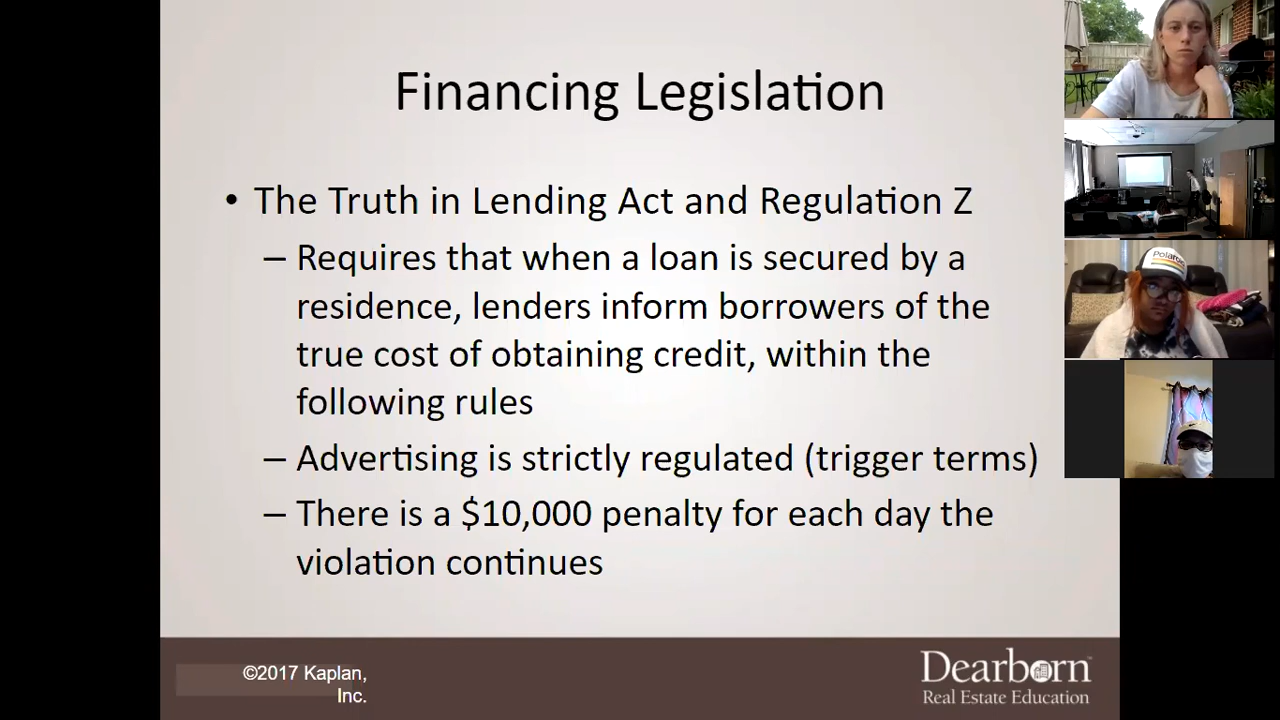 Financing Legislation
• The Truth in Lending Act and Regulation Z
– Requires that when a loan is secured by a
residence, lenders inform borrowers of the
true cost of obtaining credit, within the
following rules
– Advertising is strictly regulated (trigger terms)
– There is a $10,000 penalty for each day the
violation continues
©2017 Kaplan,
Inc.
Dearborn™
Real Estate Education
Polaroid